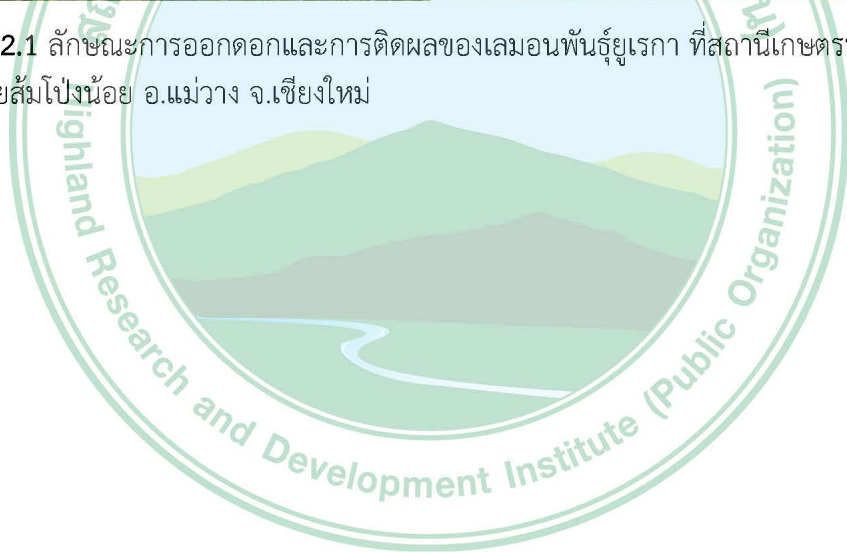 2.1 ลักษณะการออกดอกและการติดผลของเลมอนพันธุ์ยูเรกา ที่สถานีเกษตร
ส้มโป่งน้อย อ.แม่วาง จ.เชียงใหม่
Highland Research and Development Institute (Public Organization)